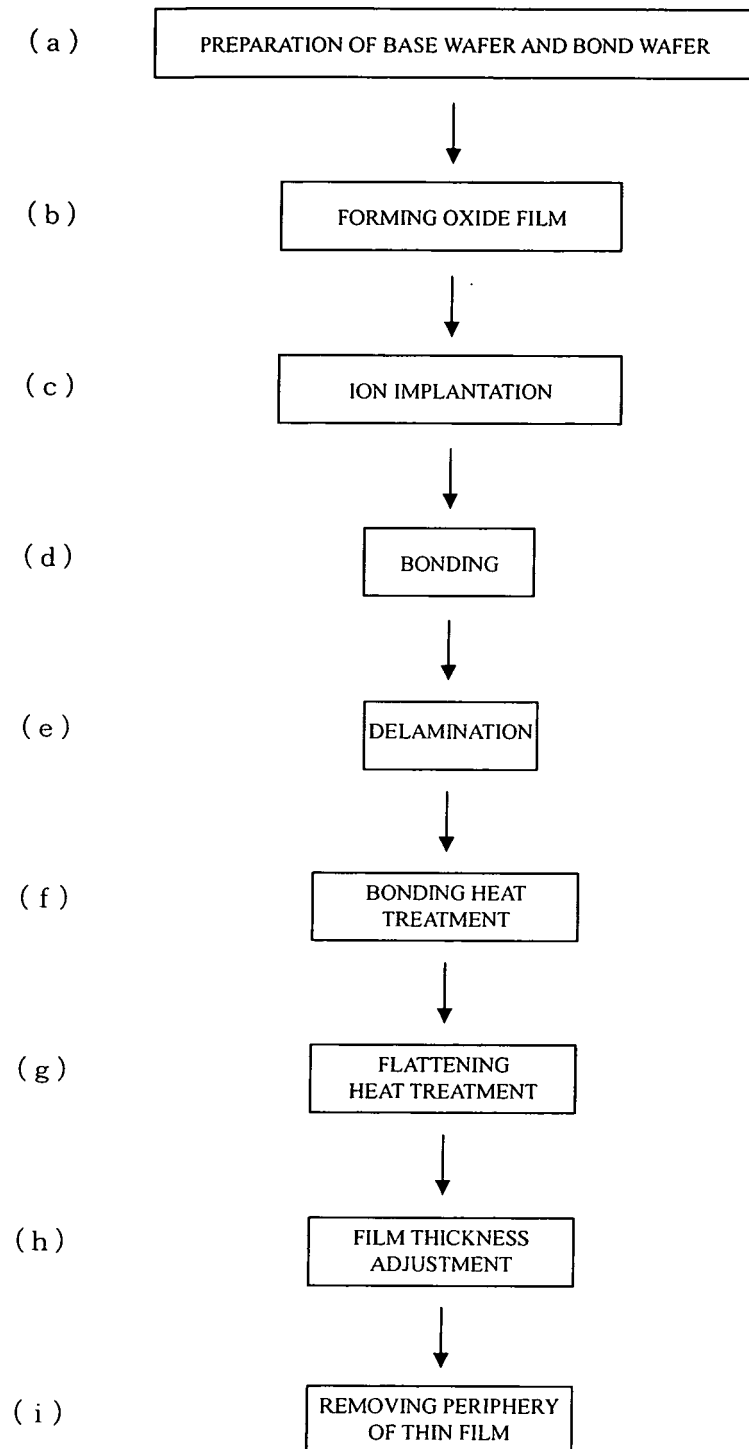 (a) PREPARATION OF BASE WAFER AND BOND WAFER
(b) FORMING OXIDE FILM
(c) ION IMPLANTATION
(d) BONDING
(e) DELAMINATION
(f) BONDING HEAT
TREATMENT
(g) FLATTENING
HEAT TREATMENT
(h) FILM THICKNESS
ADJUSTMENT
(i) REMOVING PERIPHERY
OF THIN FILM